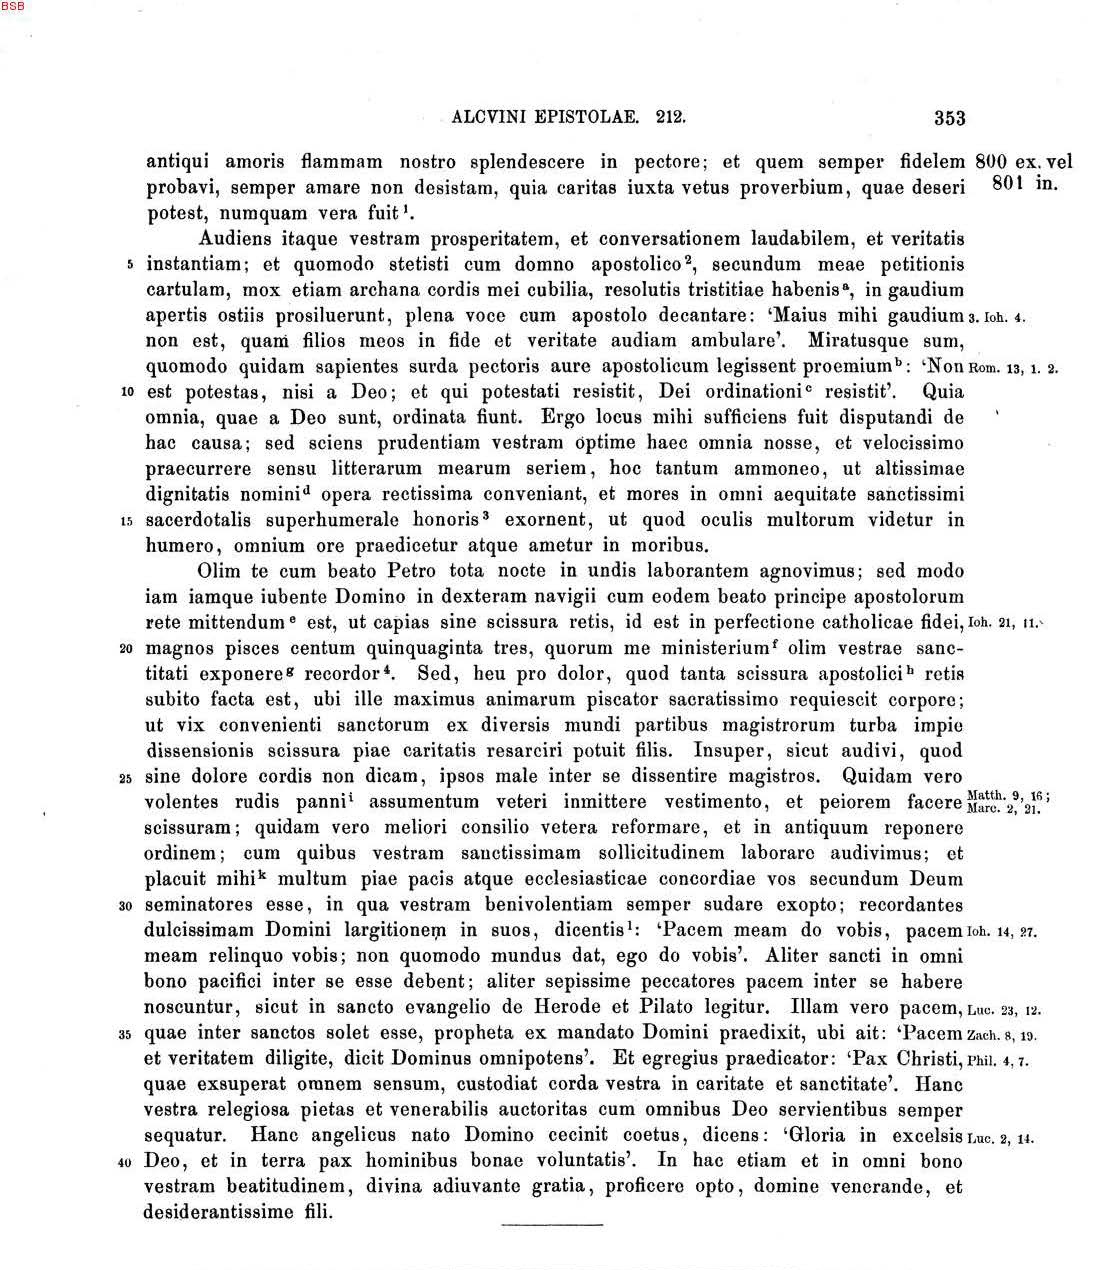 BSB
ALCVINI EPISTOLAE. 212. 353
antiqui amoris flammam nostro splendescere in pectore; et quem semper fidelem 800 ex. vel
probavi, semper amare non desistam, quia caritas iuxta vetus proverbium, quae deseri 801 in.
potest, numquam vera fuit¹.
Audiens itaque vestram prosperitatem, et conversationem laudabilem, et veritatis
5 instantiam; et quomodo stetisti cum domno apostolico², secundum meae petitionis
cartulam, mox etiam archana cordis mei cubilia, resolutis tristitiae habenisᵃ, in gaudium
apertis ostiis prosiluerunt, plena voce cum apostolo decantare: ‘Maius mihi gaudium 3. Ioh. 4.
non est, quam filios meos in fide et veritate audiam ambulare’. Miratusque sum,
quomodo quidam sapientes surda pectoris aure apostolicum legissent proemiumᵇ: ‘Non Rom. 13, 1. 2.
10 est potestas, nisi a Deo; et qui potestati resistit, Dei ordinationiᶜ resistit’. Quia
omnia, quae a Deo sunt, ordinata fiunt. Ergo locus mihi sufficiens fuit disputandi de
hac causa; sed sciens prudentiam vestram optime haec omnia nosse, et velocissimo
praecurrere sensu litterarum mearum seriem, hoc tantum ammoneo, ut altissimae
dignitatis nominiᵈ opera rectissima conveniant, et mores in omni aequitate sanctissimi
15 sacerdotalis superhumerale honoris³ exornent, ut quod oculis multorum videtur in
humero, omnium ore praedicetur atque ametur in moribus.
Olim te cum beato Petro tota nocte in undis laborantem agnovimus; sed modo
iam iamque iubente Domino in dexteram navigii cum eodem beato principe apostolorum
rete mittendumᵉ est, ut capias sine scissura retis, id est in perfectione catholicae fidei, Ioh. 21, 11.
20 magnos pisces centum quinquaginta tres, quorum me ministeriumᶠ olim vestrae sanc-
titati exponereᵍ recordor⁴. Sed, heu pro dolor, quod tanta scissura apostoliciʰ retis
subito facta est, ubi ille maximus animarum piscator sacratissimo requiescit corpore;
ut vix convenienti sanctorum ex diversis mundi partibus magistrorum turba impie
dissensionis scissura piae caritatis resarciri potuit filis. Insuper, sicut audivi, quod
25 sine dolore cordis non dicam, ipsos male inter se dissentire magistros. Quidam vero
volentes rudis panniⁱ assumentum veteri inmittere vestimento, et peiorem facere Matth. 9, 16; Marc. 2, 21.
scissuram; quidam vero meliori consilio vetera reformare, et in antiquum reponere
ordinem; cum quibus vestram sanctissimam sollicitudinem laborare audivimus; et
placuit mihiᵏ multum piae pacis atque ecclesiasticae concordiae vos secundum Deum
30 seminatores esse, in qua vestram benivolentiam semper sudare exopto; recordantes
dulcissimam Domini largitionem in suos, dicentisˡ: ‘Pacem meam do vobis, pacem Ioh. 14, 27.
meam relinquo vobis; non quomodo mundus dat, ego do vobis’. Aliter sancti in omni
bono pacifici inter se esse debent; aliter sepissime peccatores pacem inter se habere
noscuntur, sicut in sancto evangelio de Herode et Pilato legitur. Illam vero pacem, Luc. 23, 12.
35 quae inter sanctos solet esse, propheta ex mandato Domini praedixit, ubi ait: ‘Pacem Zach. 8, 19.
et veritatem diligite, dicit Dominus omnipotens’. Et egregius praedicator: ‘Pax Christi, Phil. 4, 7.
quae exsuperat omnem sensum, custodiat corda vestra in caritate et sanctitate’. Hanc
vestra relegiosa pietas et venerabilis auctoritas cum omnibus Deo servientibus semper
sequatur. Hanc angelicus nato Domino cecinit coetus, dicens: ‘Gloria in excelsis Luc. 2, 14.
40 Deo, et in terra pax hominibus bonae voluntatis’. In hac etiam et in omni bono
vestram beatitudinem, divina adiuvante gratia, proficere opto, domine venerande, et
desiderantissime fili.